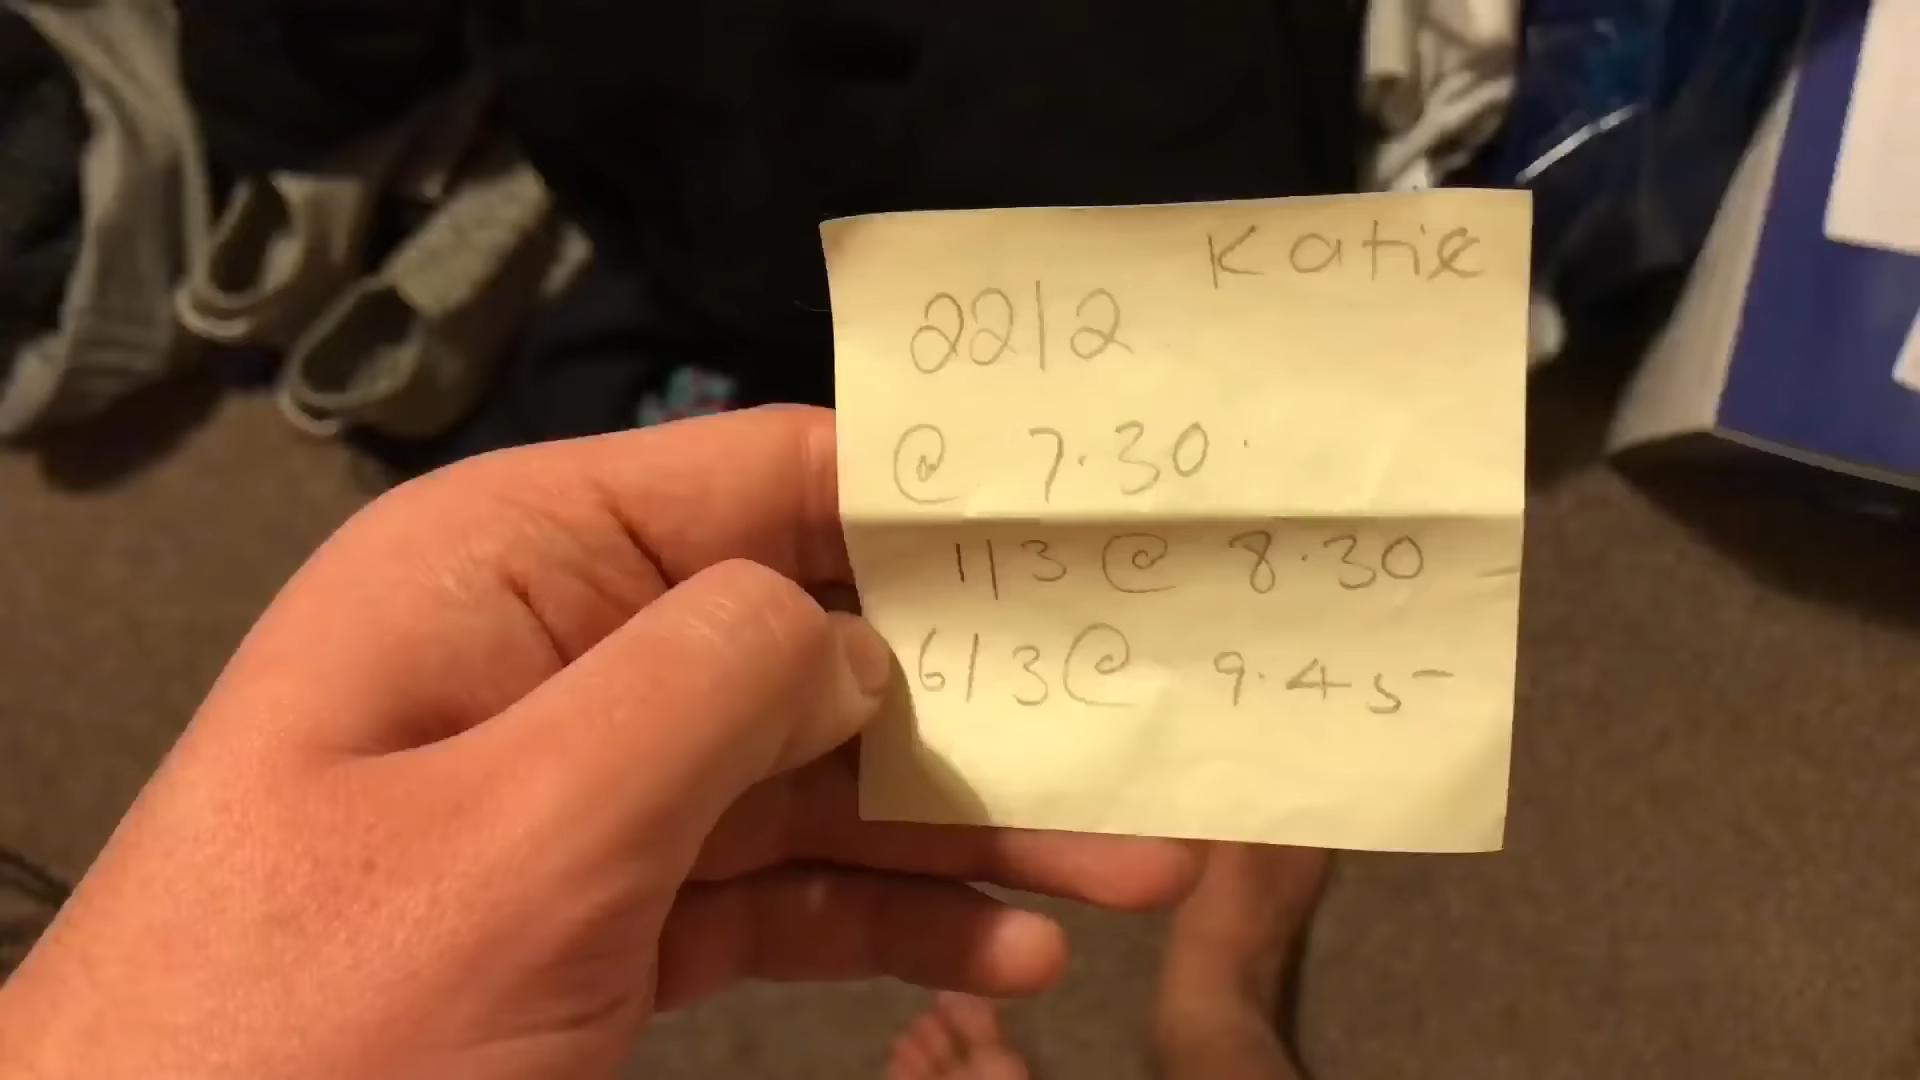 Katie
22/2
@ 7.30
1/3 @ 8.30
6/3 @ 9.45